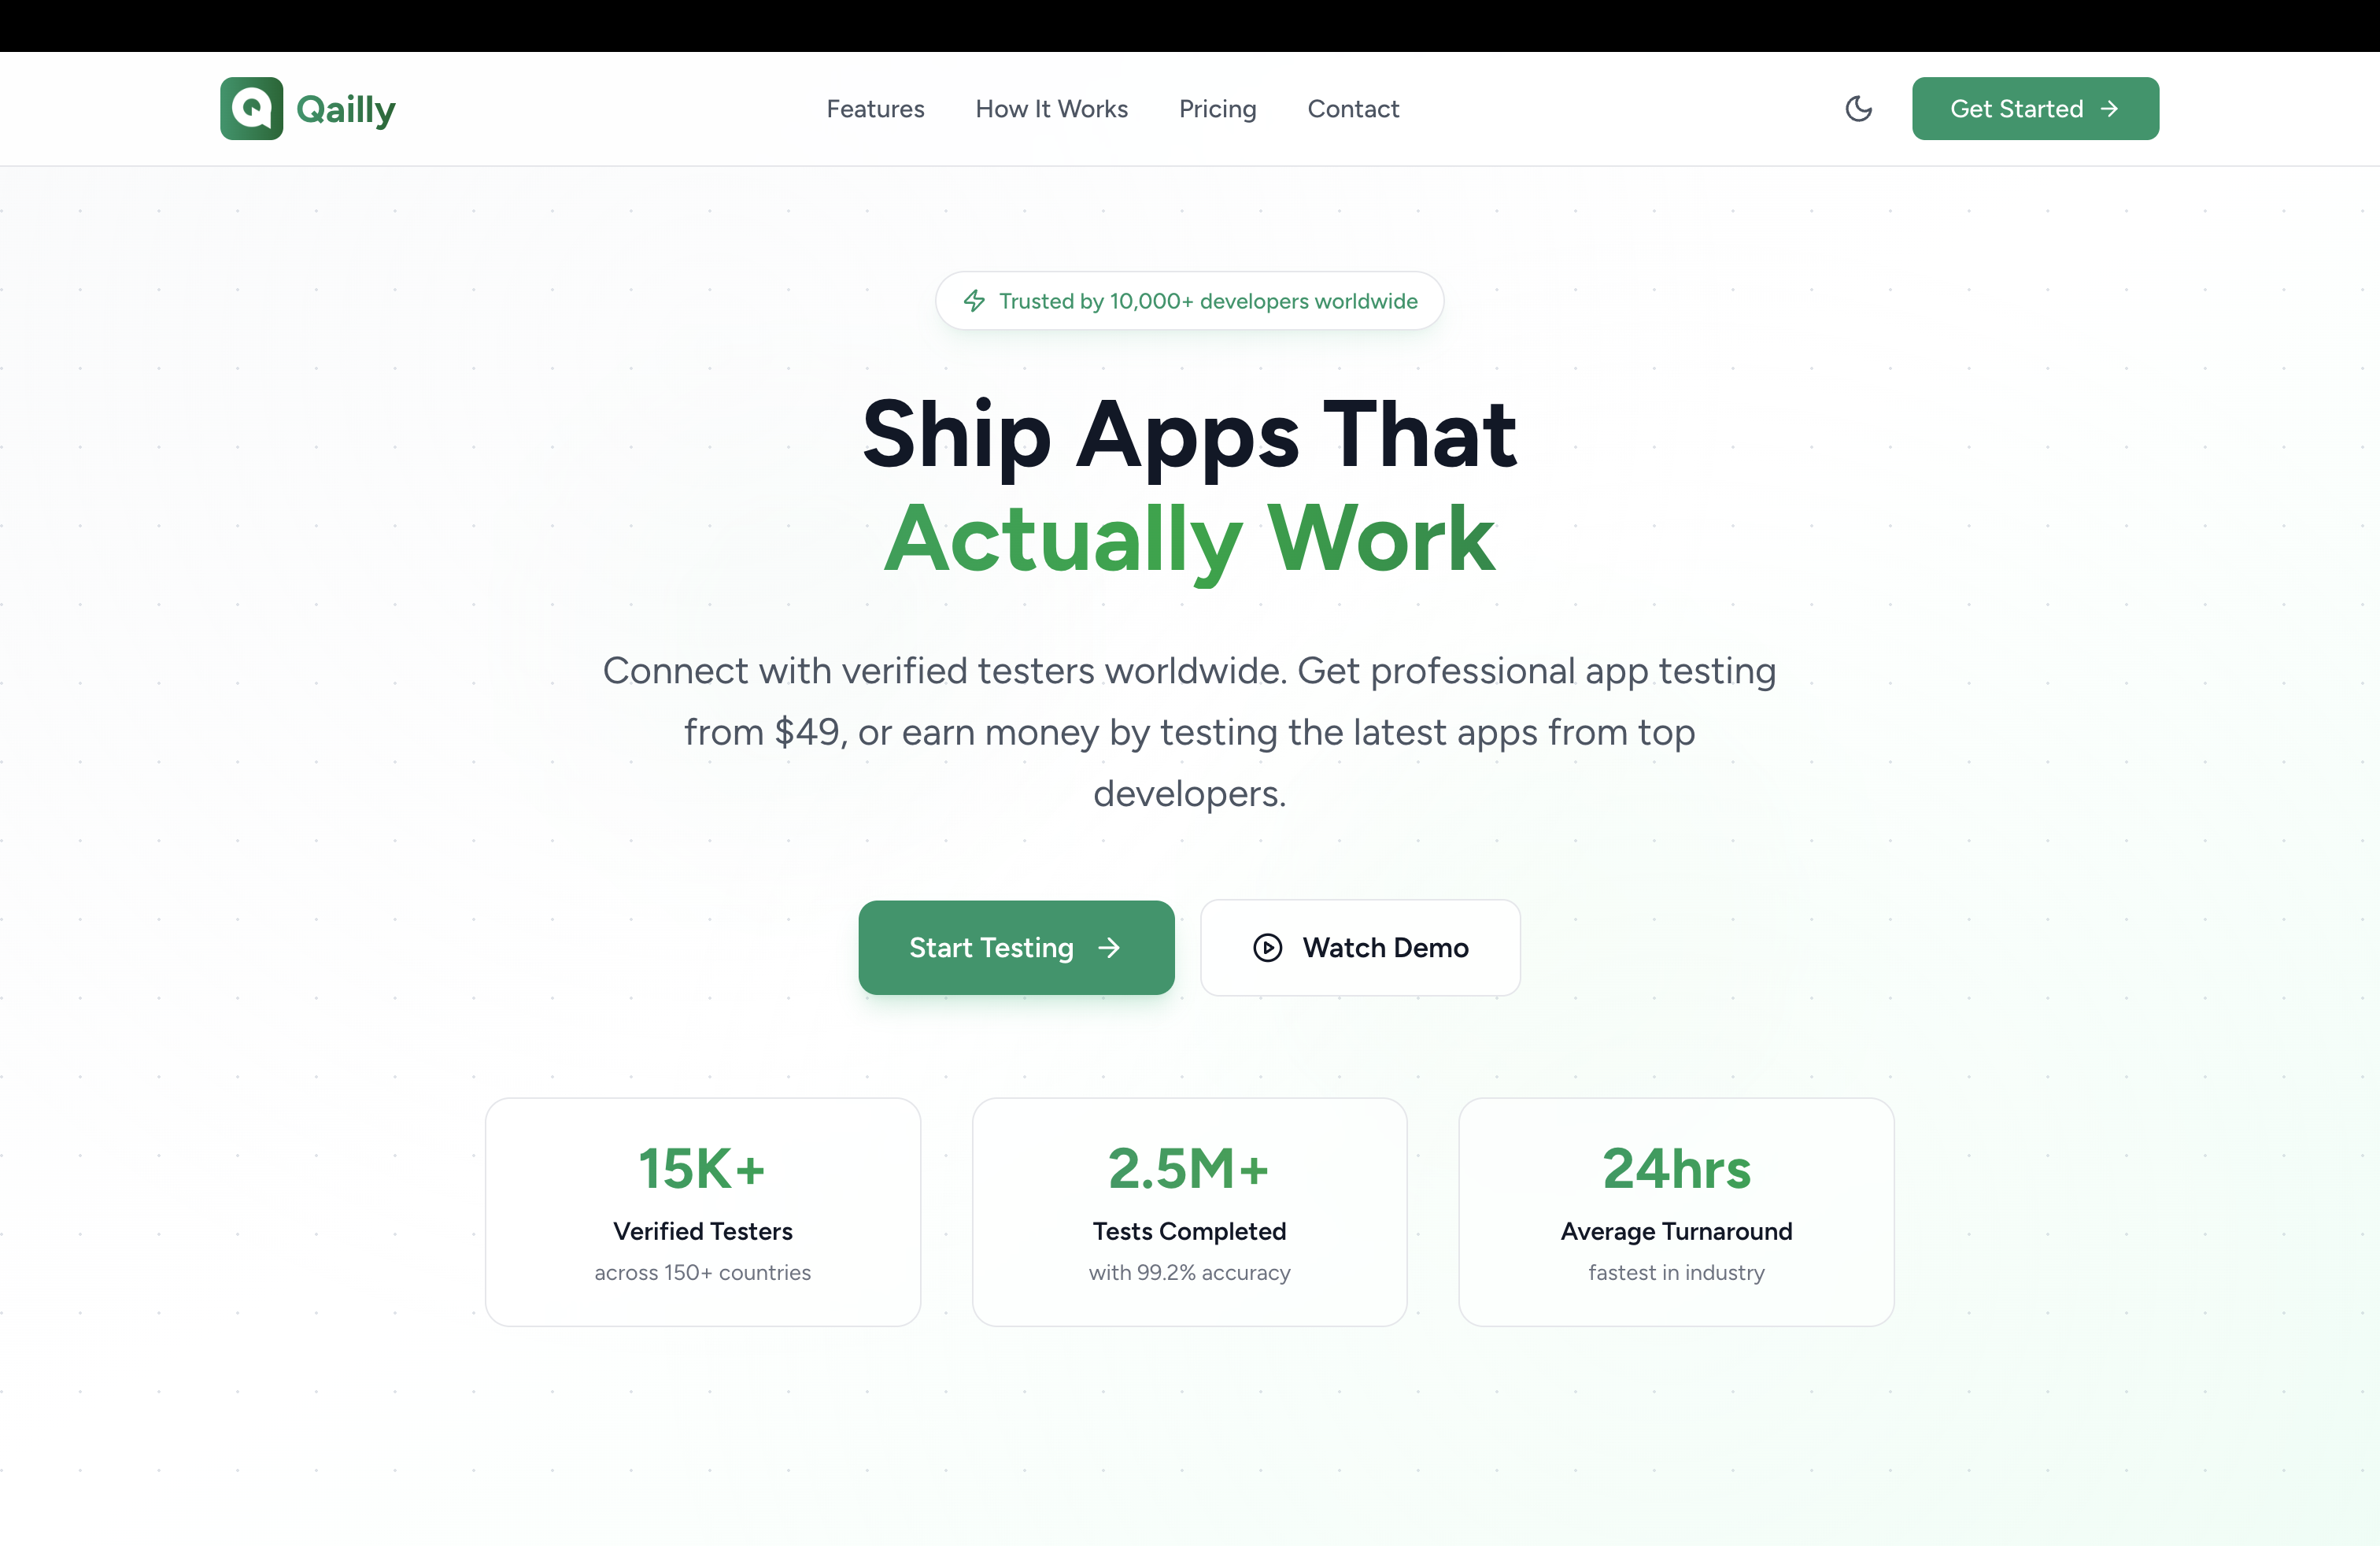 Qailly
Features
How It Works
Pricing
Contact
Get Started
Trusted by 10,000+ developers worldwide
Ship Apps That
Actually Work
Connect with verified testers worldwide. Get professional app testing
from $49, or earn money by testing the latest apps from top
developers.
Start Testing
Watch Demo
15K+
Verified Testers
across 150+ countries
2.5M+
Tests Completed
with 99.2% accuracy
24hrs
Average Turnaround
fastest in industry